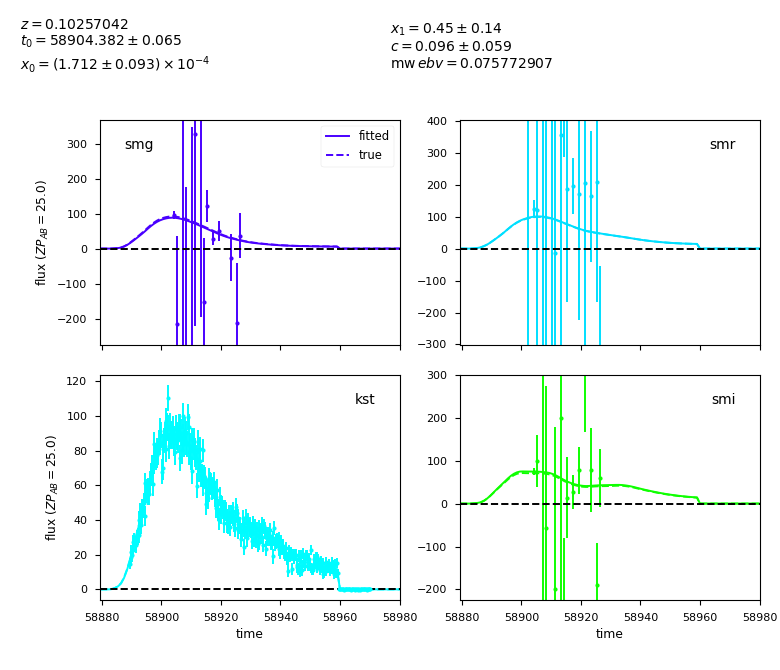 z = 0.10257042
t₀ = 58904.382 ± 0.065
x₀ = (1.712 ± 0.093) × 10⁻⁴
x₁ = 0.45 ± 0.14
c = 0.096 ± 0.059
mw ebv = 0.075772907
smg
fitted
true
300
200
100
0
−100
−200
flux (ZP_AB = 25.0)
smr
400
300
200
100
0
−100
−200
−300
kst
120
100
80
60
40
20
0
flux (ZP_AB = 25.0)
58880 58900 58920 58940 58960 58980
time
smi
300
200
100
0
−100
−200
58880 58900 58920 58940 58960 58980
time